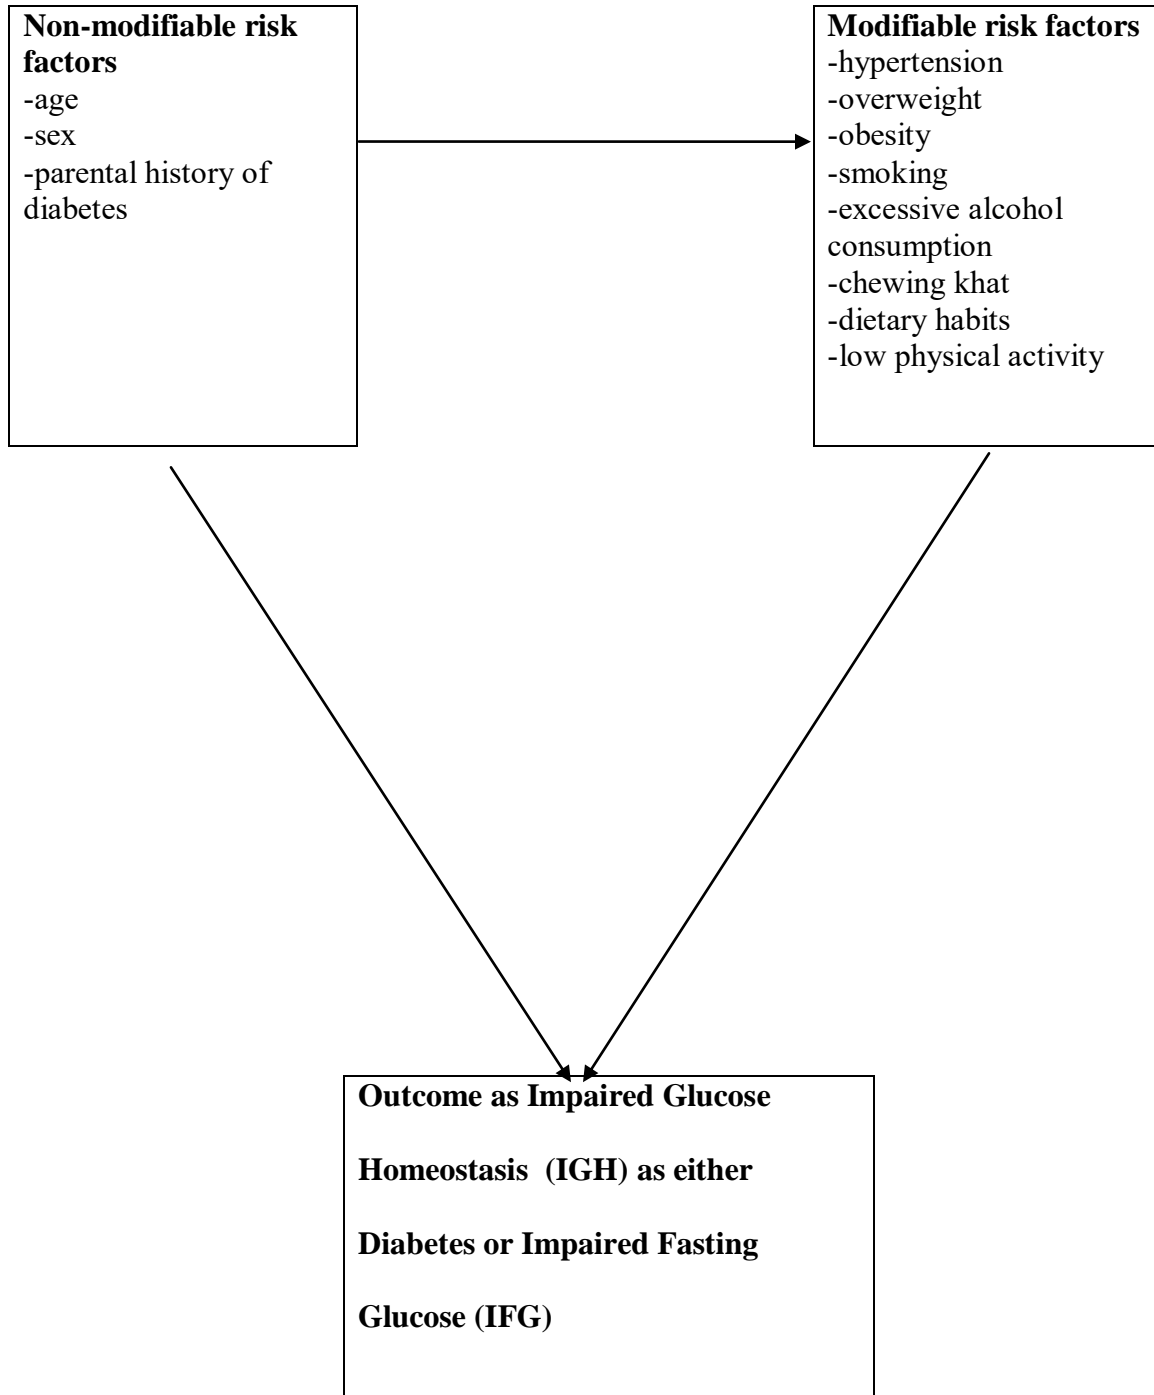 Non-modifiable risk
factors
-age
-sex
-parental history of
diabetes
Modifiable risk factors
-hypertension
-overweight
-obesity
-smoking
-excessive alcohol
consumption
-chewing khat
-dietary habits
-low physical activity
Outcome as Impaired Glucose
Homeostasis  (IGH) as either
Diabetes or Impaired Fasting
Glucose (IFG)